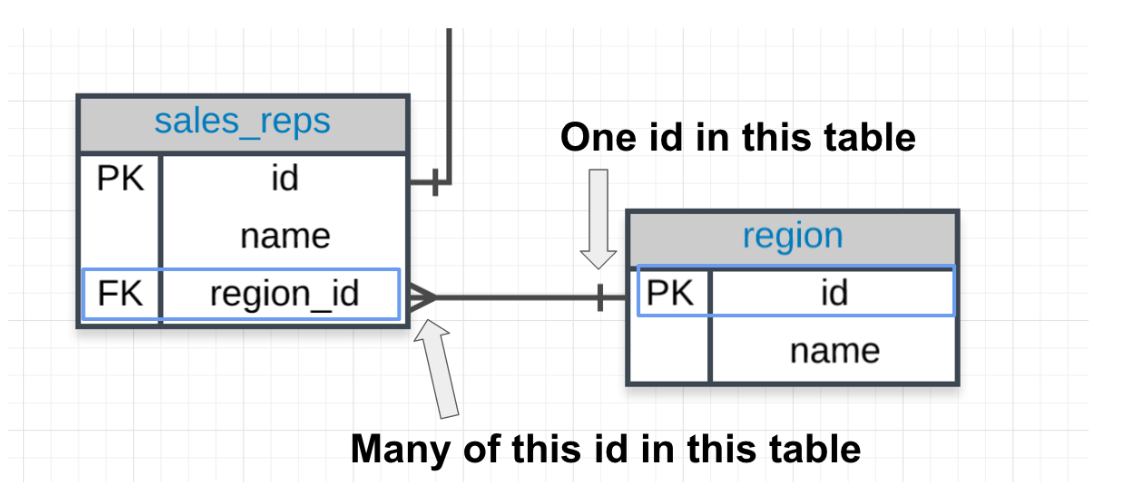 sales_reps
PK id
name
FK region_id
One id in this table
region
PK id
name
Many of this id in this table